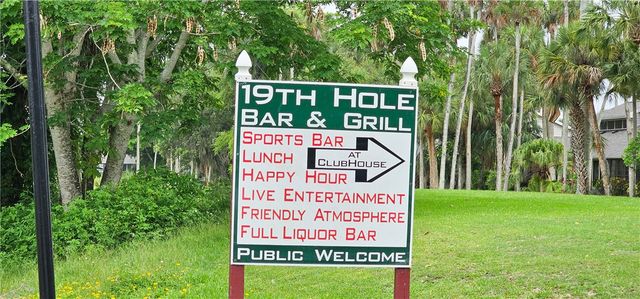 19TH HOLE
BAR & GRILL
SPORTS BAR
LUNCH
AT
CLUBHOUSE
HAPPY HOUR
LIVE ENTERTAINMENT
FRIENDLY ATMOSPHERE
FULL LIQUOR BAR
PUBLIC WELCOME